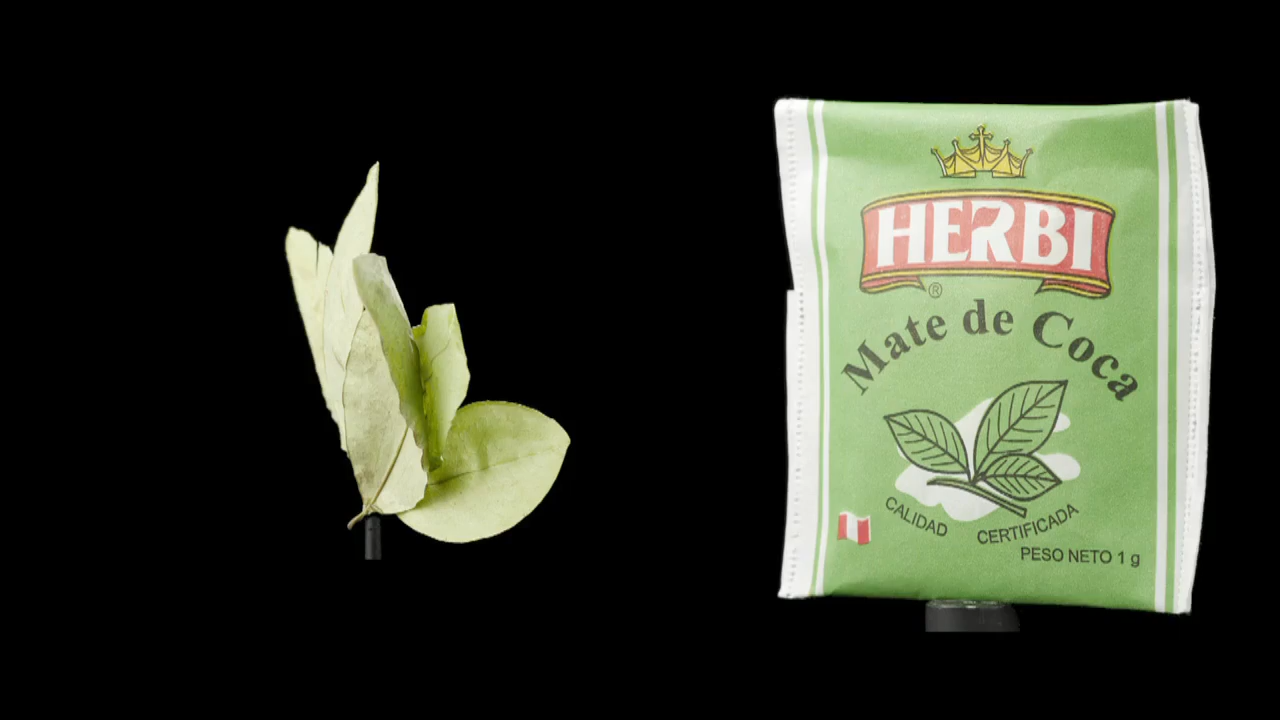 HERBI
®
Mate de Coca
CALIDAD CERTIFICADA
PESO NETO 1 g